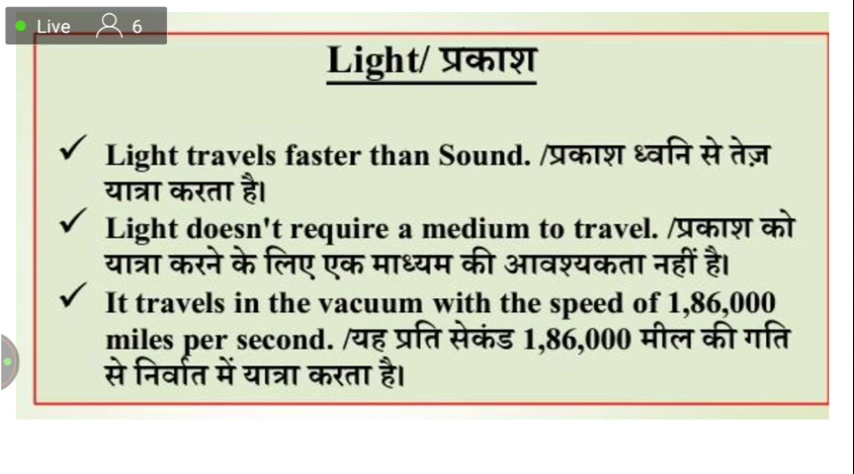 Live 6
Light/ प्रकाश
✓ Light travels faster than Sound. /प्रकाश ध्वनि से तेज़
यात्रा करता है।
✓ Light doesn't require a medium to travel. /प्रकाश को
यात्रा करने के लिए एक माध्यम की आवश्यकता नहीं है।
✓ It travels in the vacuum with the speed of 1,86,000
miles per second. /यह प्रति सेकंड 1,86,000 मील की गति
से निर्वात में यात्रा करता है।